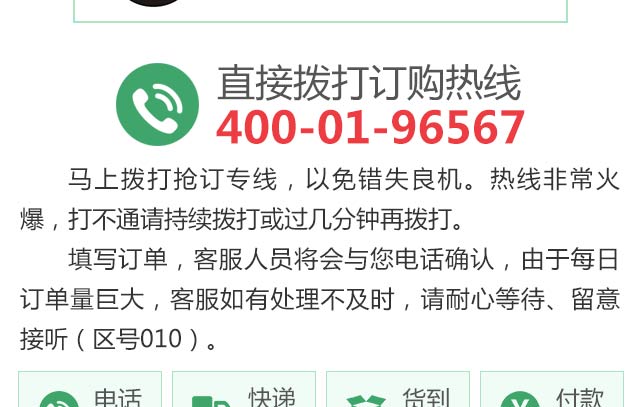 直接拨打订购热线
400-01-96567
马上拨打抢订专线，以免错失良机。热线非常火
爆，打不通请持续拨打或过几分钟再拨打。
填写订单，客服人员将会与您电话确认，由于每日
订单量巨大，客服如有处理不及时，请耐心等待、留意
接听（区号010）。
电话 快递 货到 付款